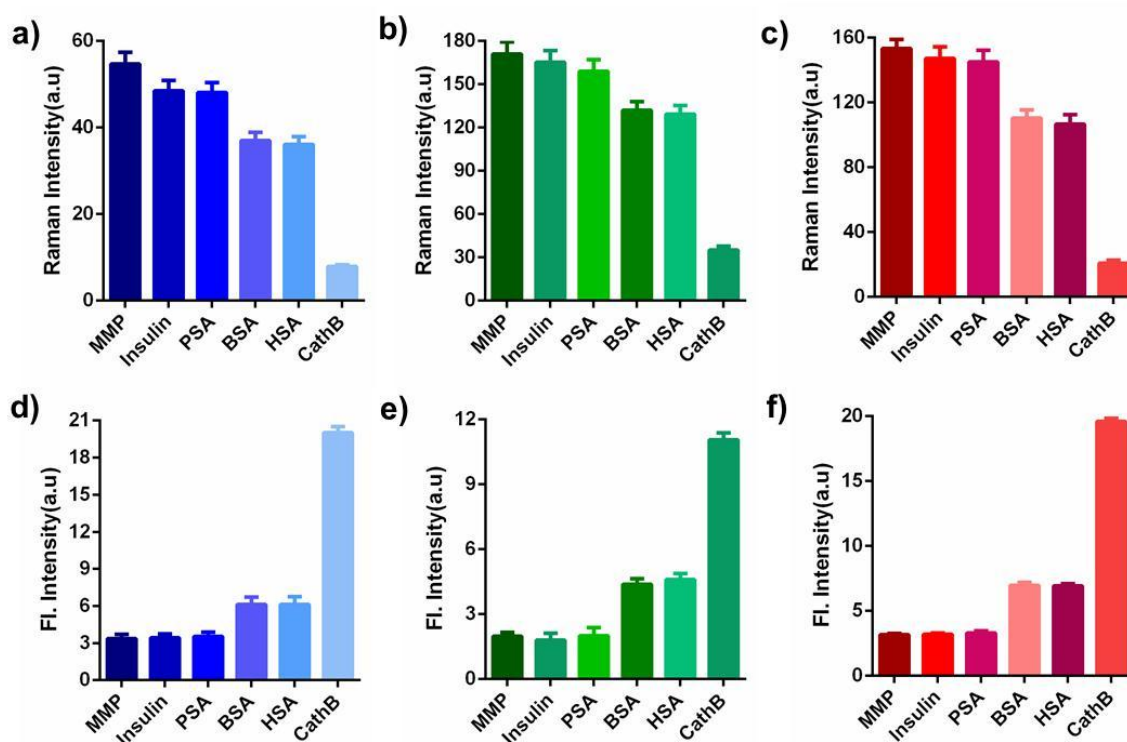 a)
Raman Intensity(a.u)
60
40
20
0
MMP
Insulin
PSA
BSA
HSA
CathB
b)
Raman Intensity(a.u)
180
150
120
90
60
30
0
MMP
Insulin
PSA
BSA
HSA
CathB
c)
Raman Intensity(a.u)
160
120
80
40
0
MMP
Insulin
PSA
BSA
HSA
CathB
d)
Fl. Intensity(a.u)
21
18
15
12
9
6
3
0
MMP
Insulin
PSA
BSA
HSA
CathB
e)
Fl. Intensity(a.u)
12
9
6
3
0
MMP
Insulin
PSA
BSA
HSA
CathB
f)
Fl. Intensity(a.u)
20
15
10
5
0
MMP
Insulin
PSA
BSA
HSA
CathB